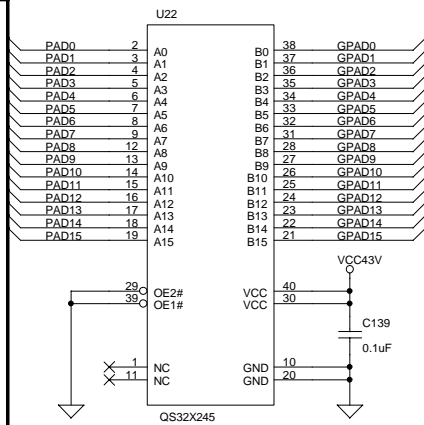 U22
PAD0 2 A0 B0 38 GPAD0
PAD1 3 A1 B1 37 GPAD1
PAD2 4 A2 B2 36 GPAD2
PAD3 5 A3 B3 35 GPAD3
PAD4 6 A4 B4 34 GPAD4
PAD5 7 A5 B5 33 GPAD5
PAD6 8 A6 B6 32 GPAD6
PAD7 9 A7 B7 31 GPAD7
PAD8 12 A8 B8 28 GPAD8
PAD9 13 A9 B9 27 GPAD9
PAD10 14 A10 B10 26 GPAD10
PAD11 15 A11 B11 25 GPAD11
PAD12 16 A12 B12 24 GPAD12
PAD13 17 A13 B13 23 GPAD13
PAD14 18 A14 B14 22 GPAD14
PAD15 19 A15 B15 21 GPAD15
VCC43V
29 OE2# VCC 40
39 OE1# VCC 30
C139
0.1uF
1 NC GND 10
11 NC GND 20
QS32X245